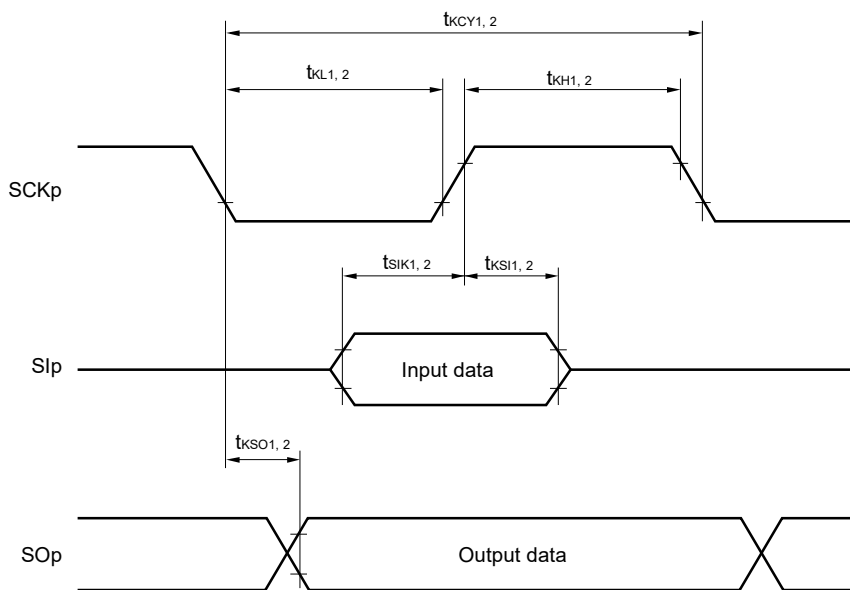 tKCY1, 2
tKL1, 2
tKH1, 2
SCKp
tSIK1, 2
tKSI1, 2
SIp
Input data
tKSO1, 2
SOp
Output data